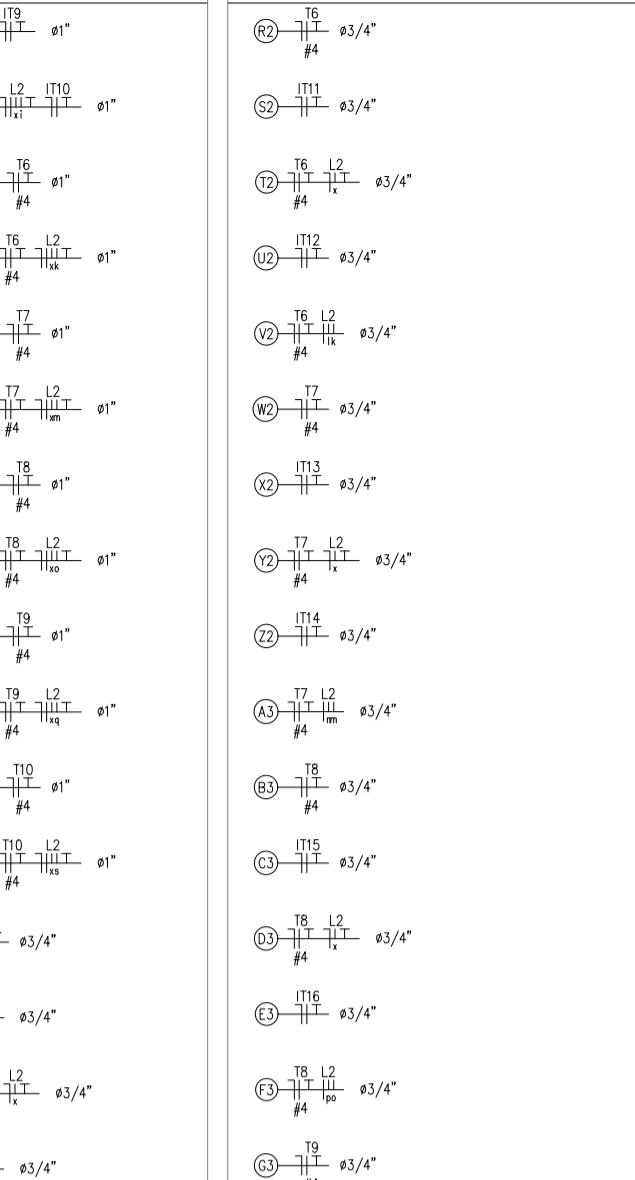 IT9
ø1"
L2 IT10
xi
ø1"
T6
#4
ø1"
T6 L2
#4 xk
ø1"
T7
#4
ø1"
T7 L2
#4 xm
ø1"
T8
#4
ø1"
T8 L2
#4 xo
ø1"
T9
#4
ø1"
T9 L2
#4 xq
ø1"
T10
#4
ø1"
T10 L2
#4 xs
ø1"
ø3/4"
ø3/4"
L2
x
ø3/4"
ø3/4"
R2 T6 ø3/4"
#4
S2 IT11 ø3/4"
T2 T6 L2 ø3/4"
#4 x
U2 IT12 ø3/4"
V2 T6 L2 ø3/4"
#4 lk
W2 T7 ø3/4"
#4
X2 IT13 ø3/4"
Y2 T7 L2 ø3/4"
#4 x
Z2 IT14 ø3/4"
A3 T7 L2 ø3/4"
#4 nm
B3 T8 ø3/4"
#4
C3 IT15 ø3/4"
D3 T8 L2 ø3/4"
#4 x
E3 IT16 ø3/4"
F3 T8 L2 ø3/4"
#4 po
G3 T9 ø3/4"